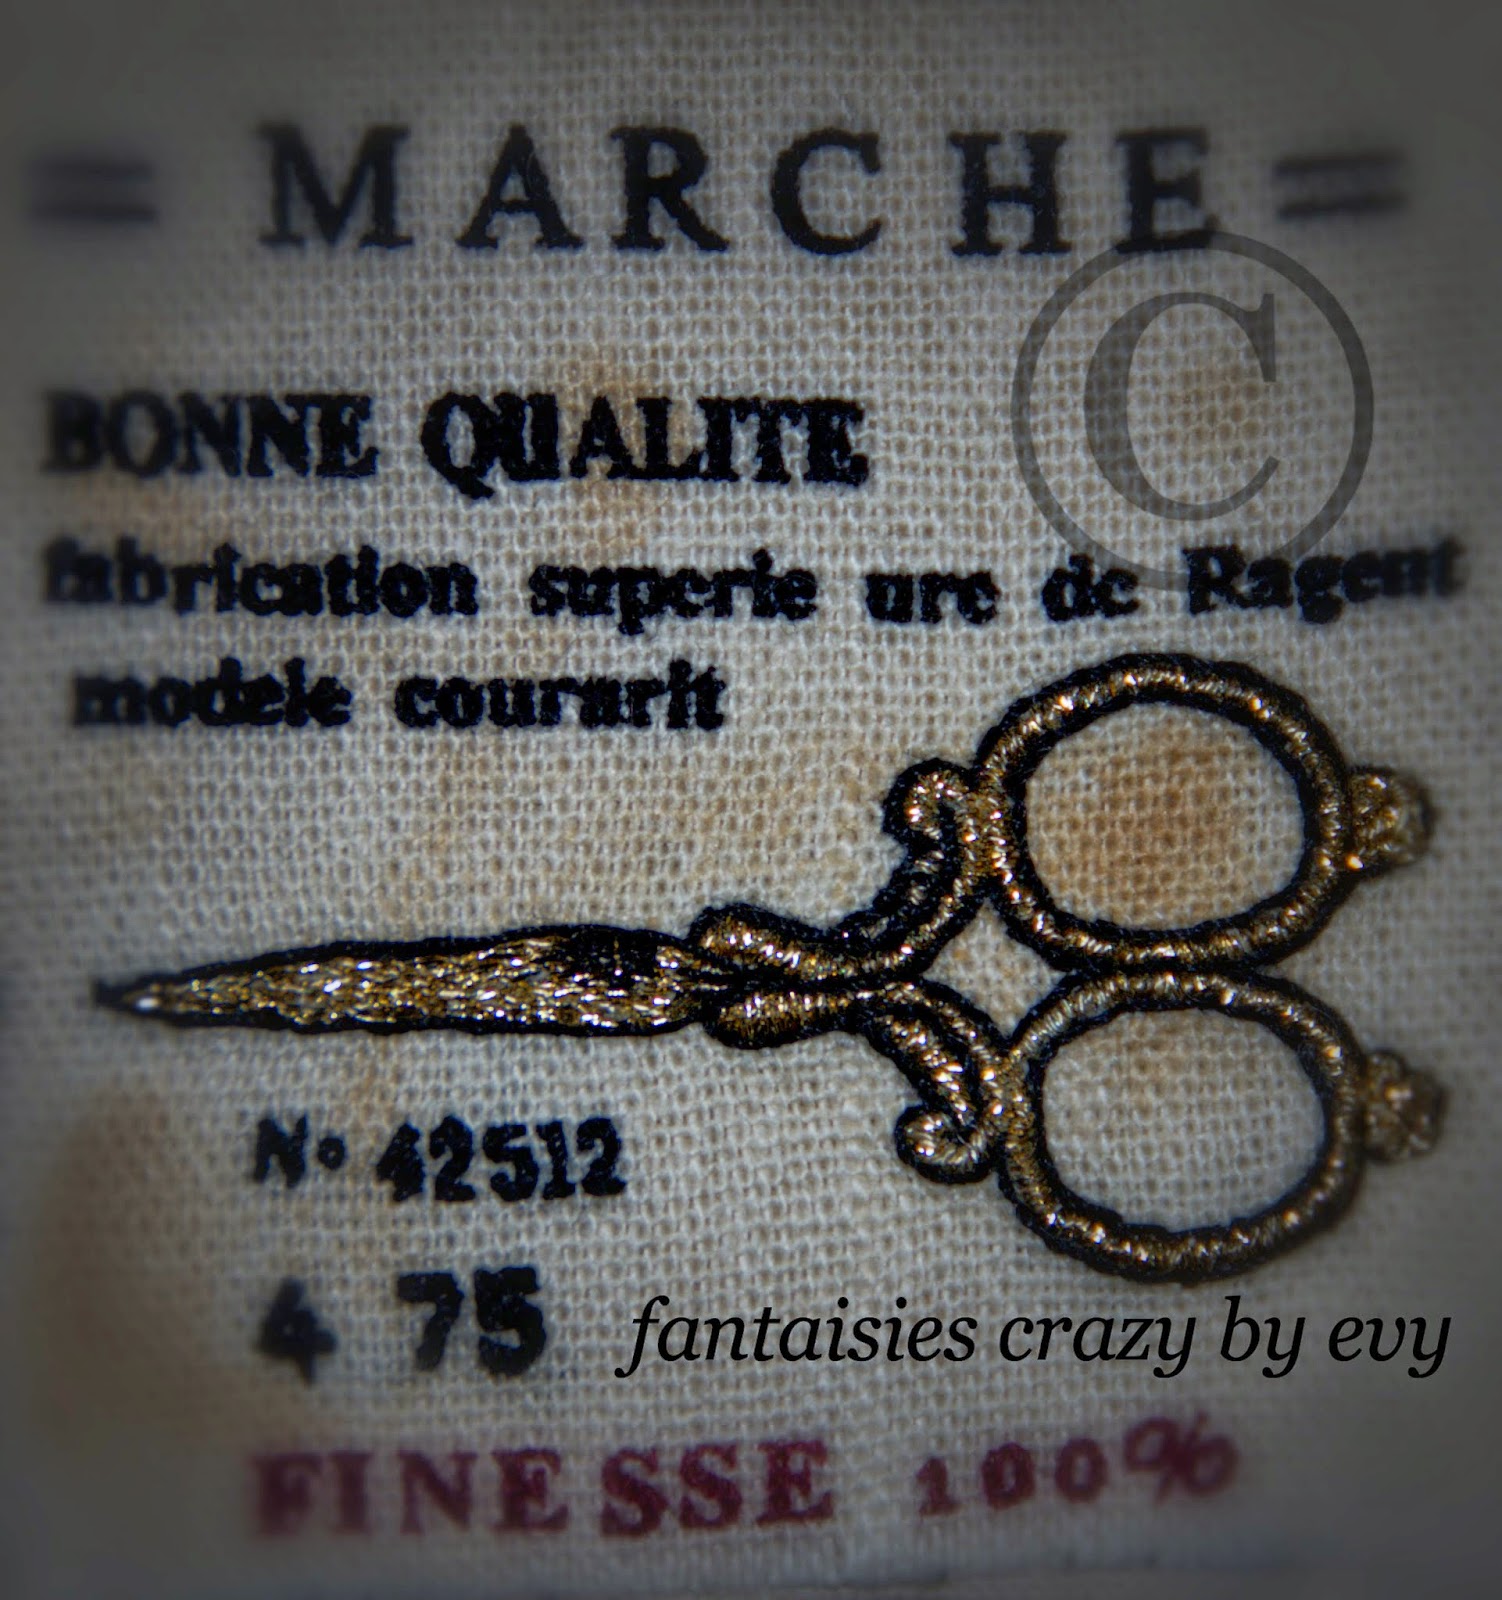 = MARCHE =
©
BONNE QUALITE
fabrication superie ure de Ragent
modele courarit
N. 42512
4 75
fantaisies crazy by evy
FINESSE 100%